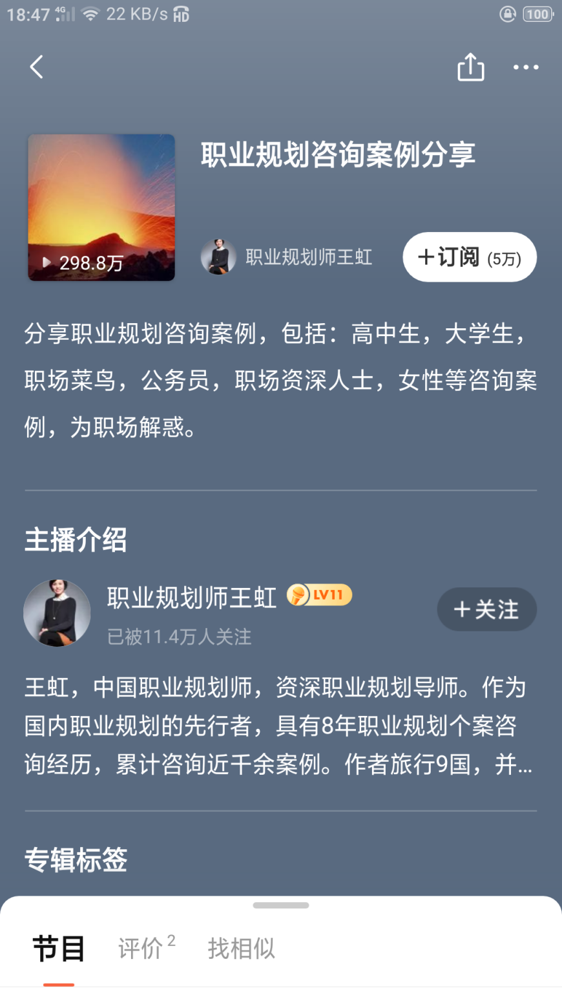 18:47 4G 22 KB/s HD 100
职业规划咨询案例分享
298.8万
职业规划师王虹
+订阅 (5万)
分享职业规划咨询案例，包括：高中生，大学生，
职场菜鸟，公务员，职场资深人士，女性等咨询案
例，为职场解惑。
主播介绍
职业规划师王虹 LV11
已被11.4万人关注
+关注
王虹，中国职业规划师，资深职业规划导师。作为
国内职业规划的先行者，具有8年职业规划个案咨
询经历，累计咨询近千余案例。作者旅行9国，并...
专辑标签
节目 评价2 找相似